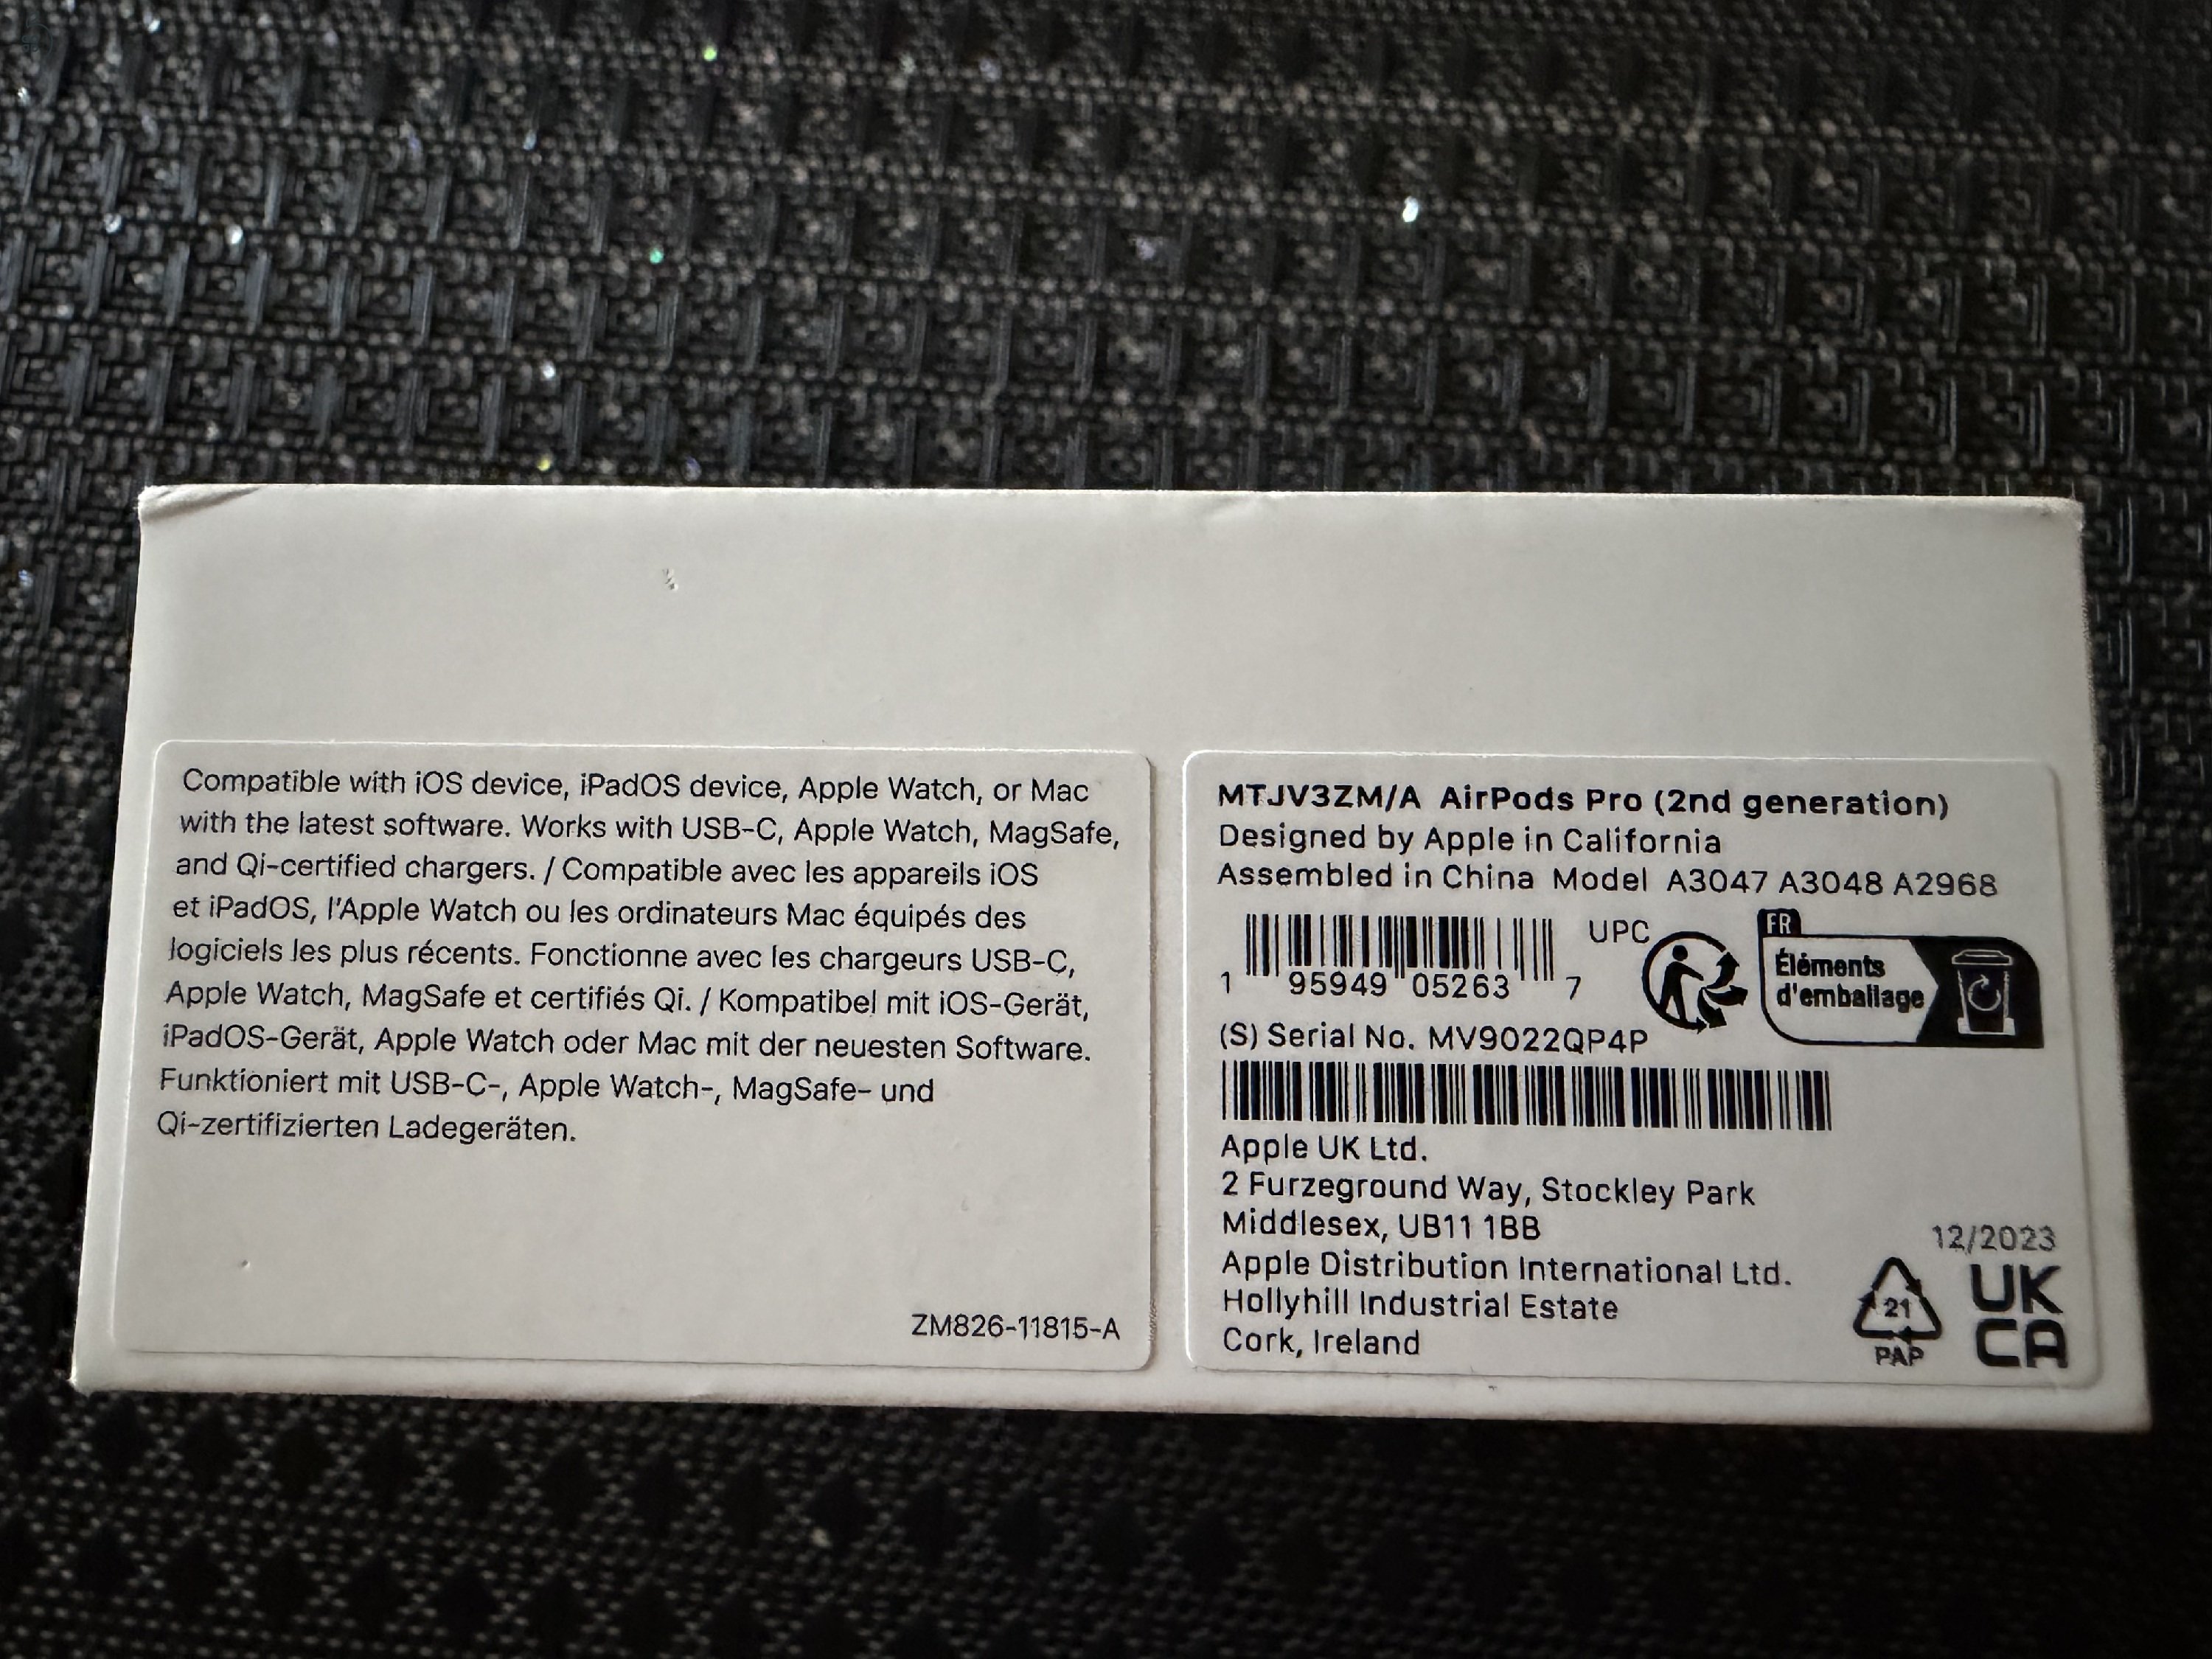 Compatible with iOS device, iPadOS device, Apple Watch, or Mac
with the latest software. Works with USB-C, Apple Watch, MagSafe,
and Qi-certified chargers. / Compatible avec les appareils iOS
et iPadOS, l'Apple Watch ou les ordinateurs Mac équipés des
logiciels les plus récents. Fonctionne avec les chargeurs USB-C,
Apple Watch, MagSafe et certifiés Qi. / Kompatibel mit iOS-Gerät,
iPadOS-Gerät, Apple Watch oder Mac mit der neuesten Software.
Funktioniert mit USB-C-, Apple Watch-, MagSafe- und
Qi-zertifizierten Ladegeräten.
ZM826-11815-A
MTJV3ZM/A AirPods Pro (2nd generation)
Designed by Apple in California
Assembled in China Model A3047 A3048 A2968
UPC
1 95949 05263 7
FR
Éléments
d'emballage
(S) Serial No. MV9022QP4P
Apple UK Ltd.
2 Furzeground Way, Stockley Park
Middlesex, UB11 1BB
Apple Distribution International Ltd.
Hollyhill Industrial Estate
Cork, Ireland
12/2023
21
PAP
UK
CA